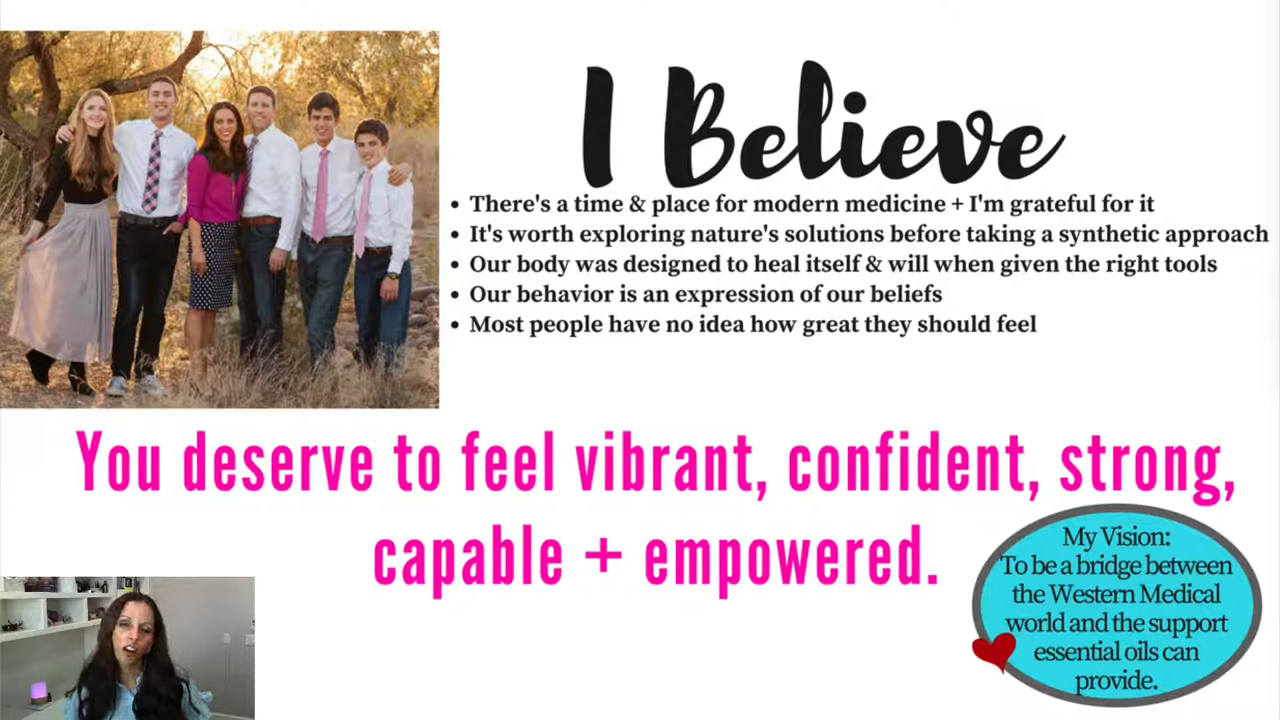 I Believe
• There's a time & place for modern medicine + I'm grateful for it
• It's worth exploring nature's solutions before taking a synthetic approach
• Our body was designed to heal itself & will when given the right tools
• Our behavior is an expression of our beliefs
• Most people have no idea how great they should feel
You deserve to feel vibrant, confident, strong,
capable + empowered.
My Vision:
To be a bridge between
the Western Medical
world and the support
essential oils can
provide.